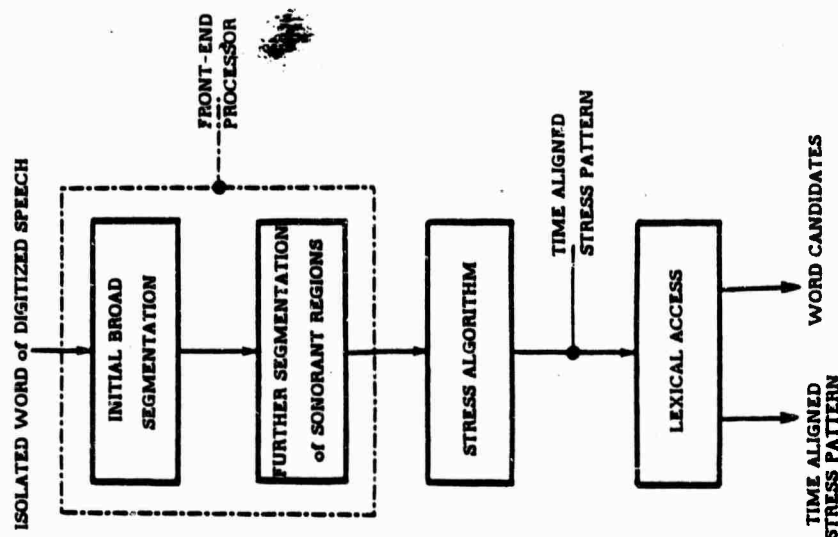 ISOLATED WORD of DIGITIZED SPEECH
INITIAL BROAD
SEGMENTATION
FURTHER SEGMENTATION
of SONORANT REGIONS
FRONT-END
PROCESSOR
STRESS ALGORITHM
TIME ALIGNED
STRESS PATTERN
LEXICAL ACCESS
TIME ALIGNED
STRESS PATTERN
WORD CANDIDATES